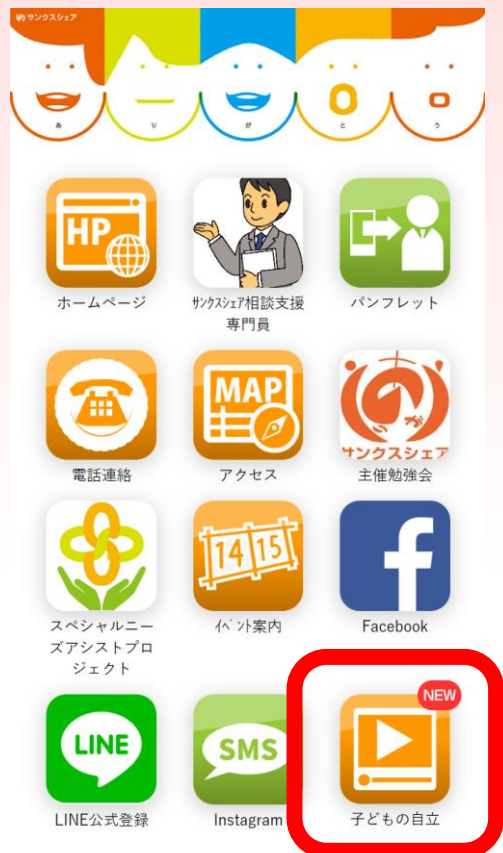 サンクスシェア
あ り が と う
HP
ホームページ
サンクスシェア相談支援
専門員
パンフレット
MAP
サンクスシェア
電話連絡
アクセス
主催勉強会
14 15
スペシャルニー
ズアシストプロ
ジェクト
イベント案内
Facebook
NEW
LINE
SMS
LINE公式登録
Instagram
子どもの自立